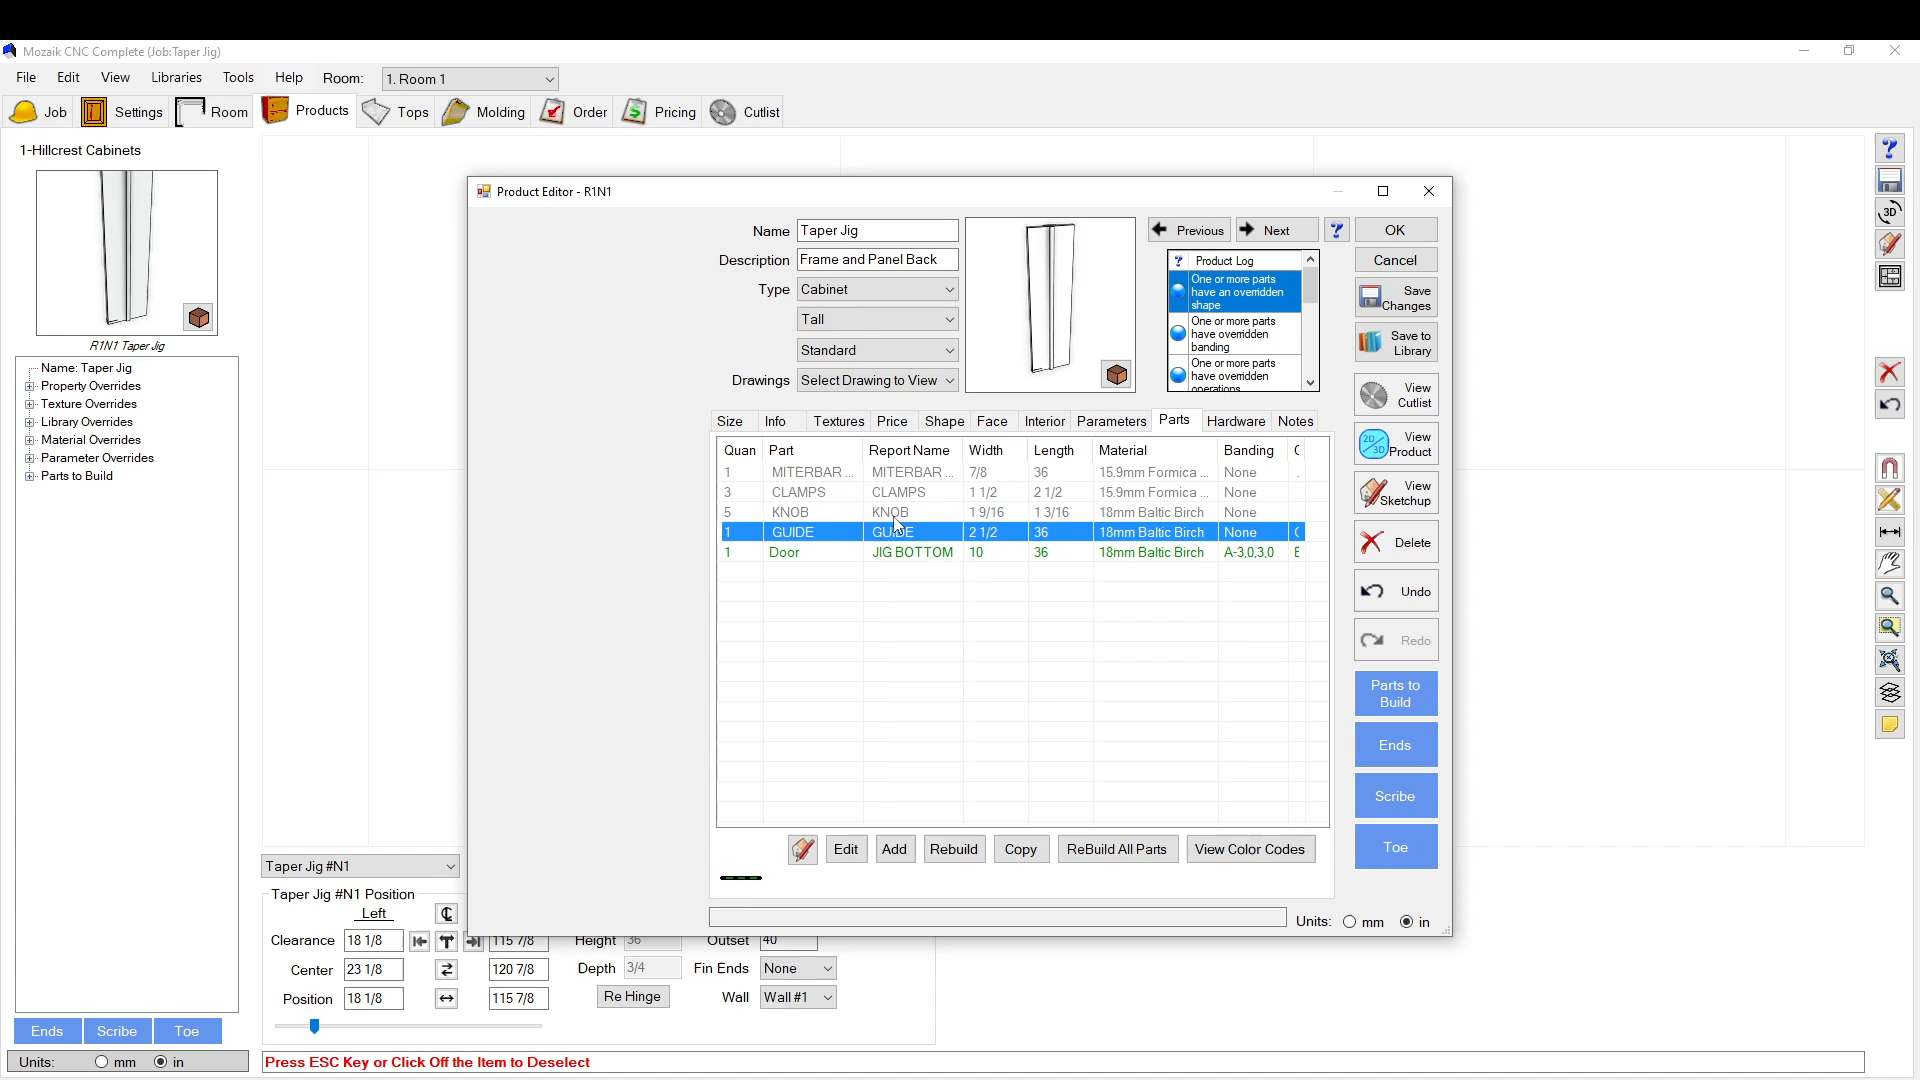 Mozaik CNC Complete (Job:Taper Jig)
File Edit View Libraries Tools Help Room: 1. Room 1
Job Settings Room Products Tops Molding Order Pricing Cutlist
1-Hillcrest Cabinets
R1N1 Taper Jig
Name: Taper Jig
Property Overrides
Texture Overrides
Library Overrides
Material Overrides
Parameter Overrides
Parts to Build
Ends Scribe Toe
Units: mm in
Product Editor - R1N1
Name Taper Jig
Description Frame and Panel Back
Type Cabinet
Tall
Standard
Drawings Select Drawing to View
Previous Next ? OK
? Product Log
One or more parts
have an overridden
shape
One or more parts
have overridden
banding
One or more parts
have overridden
operations
Cancel
Save
Changes
Save to
Library
View
Cutlist
2D/3D View
Product
View
Sketchup
Delete
Undo
Redo
Parts to
Build
Ends
Scribe
Toe
Size Info Textures Price Shape Face Interior Parameters Parts Hardware Notes
Quan Part Report Name Width Length Material Banding
1 MITERBAR ... MITERBAR ... 7/8 36 15.9mm Formica ... None
3 CLAMPS CLAMPS 1 1/2 2 1/2 15.9mm Formica ... None
5 KNOB KNOB 1 9/16 1 3/16 18mm Baltic Birch None
1 GUIDE GUIDE 2 1/2 36 18mm Baltic Birch None
1 Door JIG BOTTOM 10 36 18mm Baltic Birch A-3,0,3,0
Edit Add Rebuild Copy ReBuild All Parts View Color Codes
Units: mm in
Taper Jig #N1
Taper Jig #N1 Position
Left
Clearance 18 1/8 115 7/8 Height 36 Outset 40
Center 23 1/8 120 7/8 Depth 3/4 Fin Ends None
Position 18 1/8 115 7/8 Re Hinge Wall Wall #1
Press ESC Key or Click Off the Item to Deselect
? 
3D